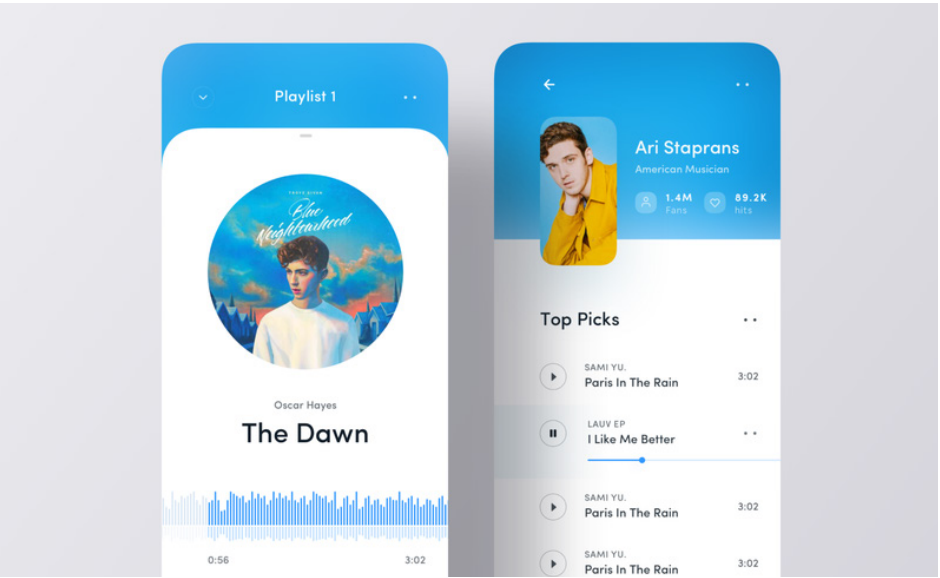 Playlist 1
TROYE SIVAN
Blue
Neighbourhood
Oscar Hayes
The Dawn
0:56
3:02
Ari Staprans
American Musician
1.4M
Fans
89.2K
hits
Top Picks
SAMI YU.
Paris In The Rain
3:02
LAUV EP
I Like Me Better
SAMI YU.
Paris In The Rain
3:02
SAMI YU.
Paris In The Rain
3:02